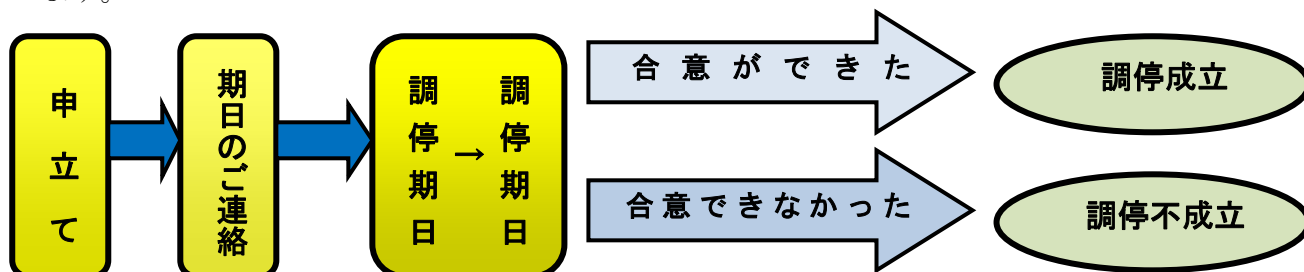 ます。
申立て
期日のご連絡
調停期日
→
調停期日
合意ができた
調停成立
合意できなかった
調停不成立